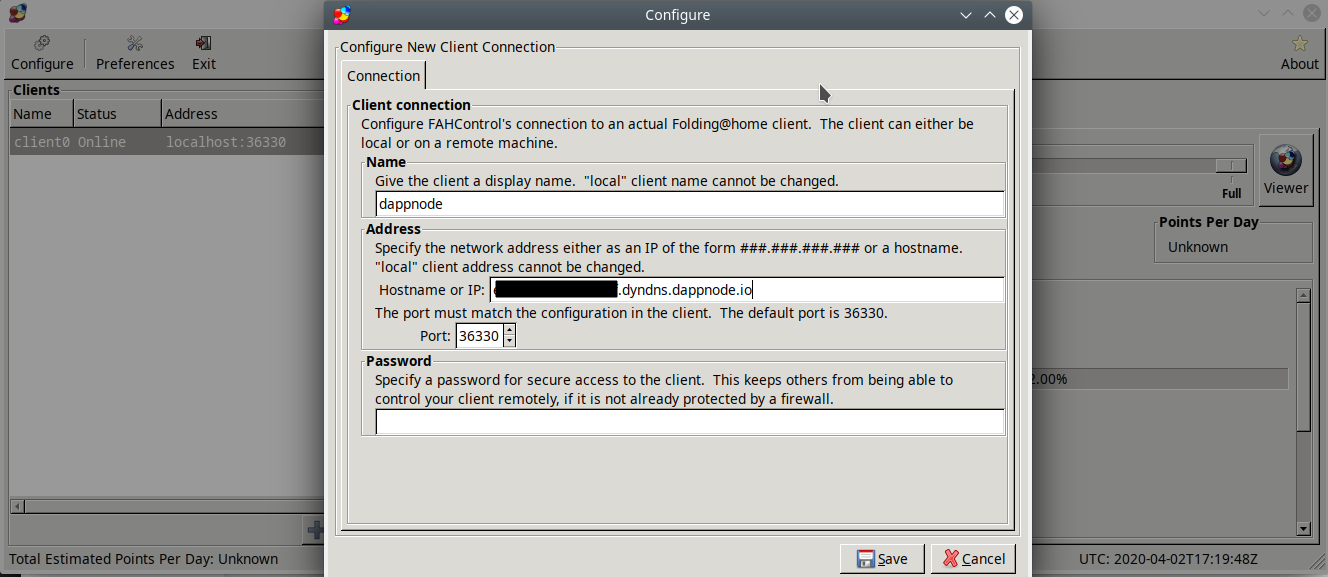 Configure
Configure
Preferences
Exit
About
Clients
Name
Status
Address
client0
Online
localhost:36330
Configure New Client Connection
Connection
Client connection
Configure FAHControl's connection to an actual Folding@home client.  The client can either be
local or on a remote machine.
Name
Give the client a display name.  "local" client name cannot be changed.
dappnode
Address
Specify the network address either as an IP of the form ###.###.###.### or a hostname.
"local" client address cannot be changed.
Hostname or IP:
.dyndns.dappnode.io
The port must match the configuration in the client.  The default port is 36330.
Port:
36330
Password
Specify a password for secure access to the client.  This keeps others from being able to
control your client remotely, if it is not already protected by a firewall.
Save
Cancel
Full
Viewer
Points Per Day
Unknown
.00%
Total Estimated Points Per Day: Unknown
UTC: 2020-04-02T17:19:48Z